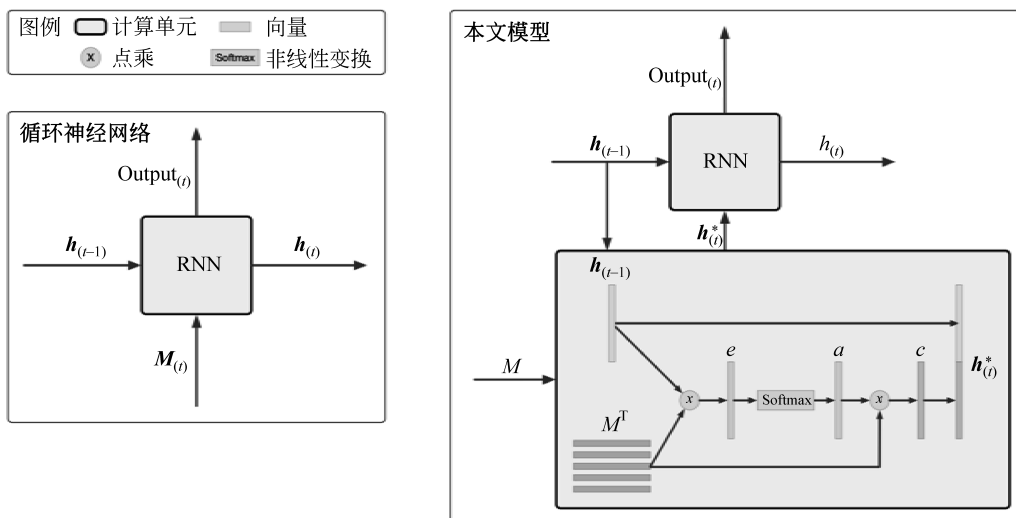 图例 计算单元 向量
x 点乘 Softmax 非线性变换
循环神经网络
Output(t)
h(t−1) RNN h(t)
M(t)
本文模型
Output(t)
h(t−1) RNN h(t)
h*(t)
h(t−1)
e a c h*(t)
M
x Softmax x
Mᵀ